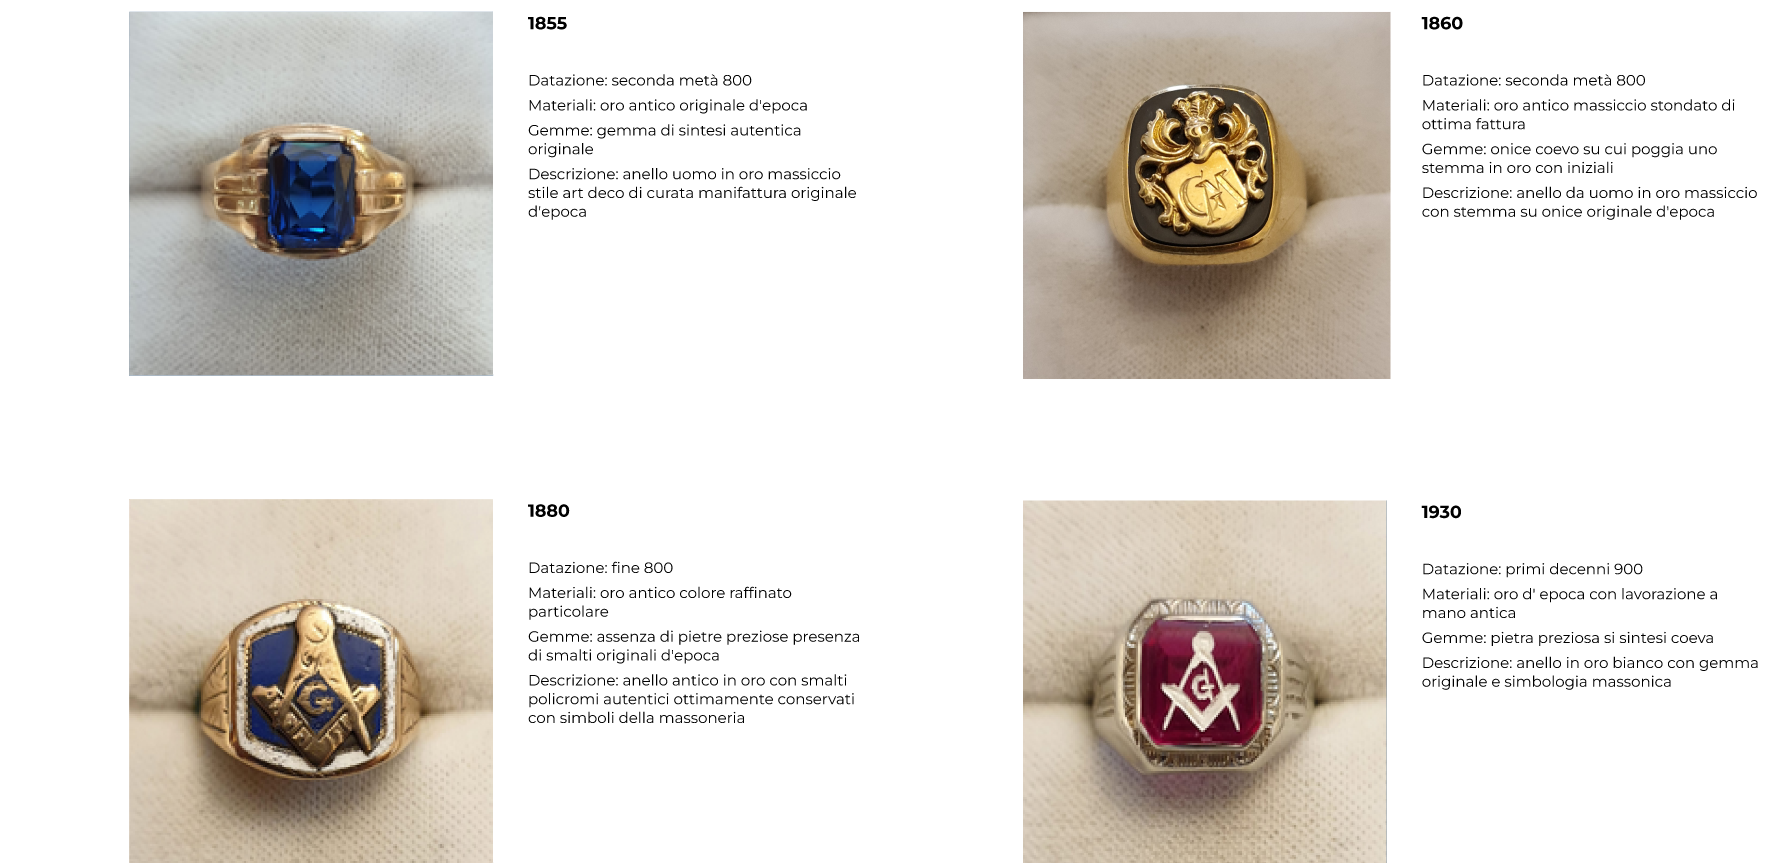 1855
Datazione: seconda metà 800
Materiali: oro antico originale d'epoca
Gemme: gemma di sintesi autentica
originale
Descrizione: anello uomo in oro massiccio
stile art deco di curata manifattura originale
d'epoca
1860
Datazione: seconda metà 800
Materiali: oro antico massiccio stondato di
ottima fattura
Gemme: onice coevo su cui poggia uno
stemma in oro con iniziali
Descrizione: anello da uomo in oro massiccio
con stemma su onice originale d'epoca
1880
Datazione: fine 800
Materiali: oro antico colore raffinato
particolare
Gemme: assenza di pietre preziose presenza
di smalti originali d'epoca
Descrizione: anello antico in oro con smalti
policromi autentici ottimamente conservati
con simboli della massoneria
G
1930
Datazione: primi decenni 900
Materiali: oro d' epoca con lavorazione a
mano antica
Gemme: pietra preziosa si sintesi coeva
Descrizione: anello in oro bianco con gemma
originale e simbologia massonica
G